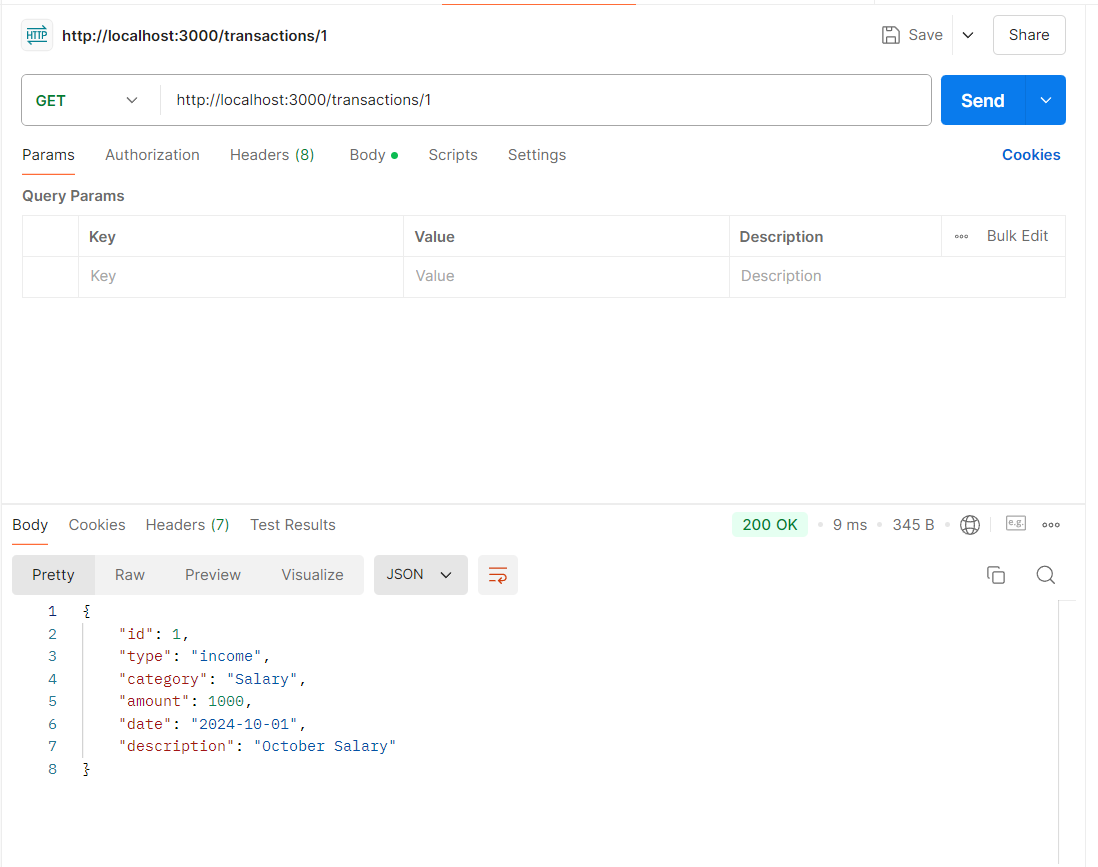 HTTP http://localhost:3000/transactions/1 Save Share
GET http://localhost:3000/transactions/1 Send
Params Authorization Headers (8) Body Scripts Settings Cookies
Query Params
Key Value Description Bulk Edit
Key Value Description
Body Cookies Headers (7) Test Results 200 OK 9 ms 345 B e.g.
Pretty Raw Preview Visualize JSON
1 {
2 "id": 1,
3 "type": "income",
4 "category": "Salary",
5 "amount": 1000,
6 "date": "2024-10-01",
7 "description": "October Salary"
8 }